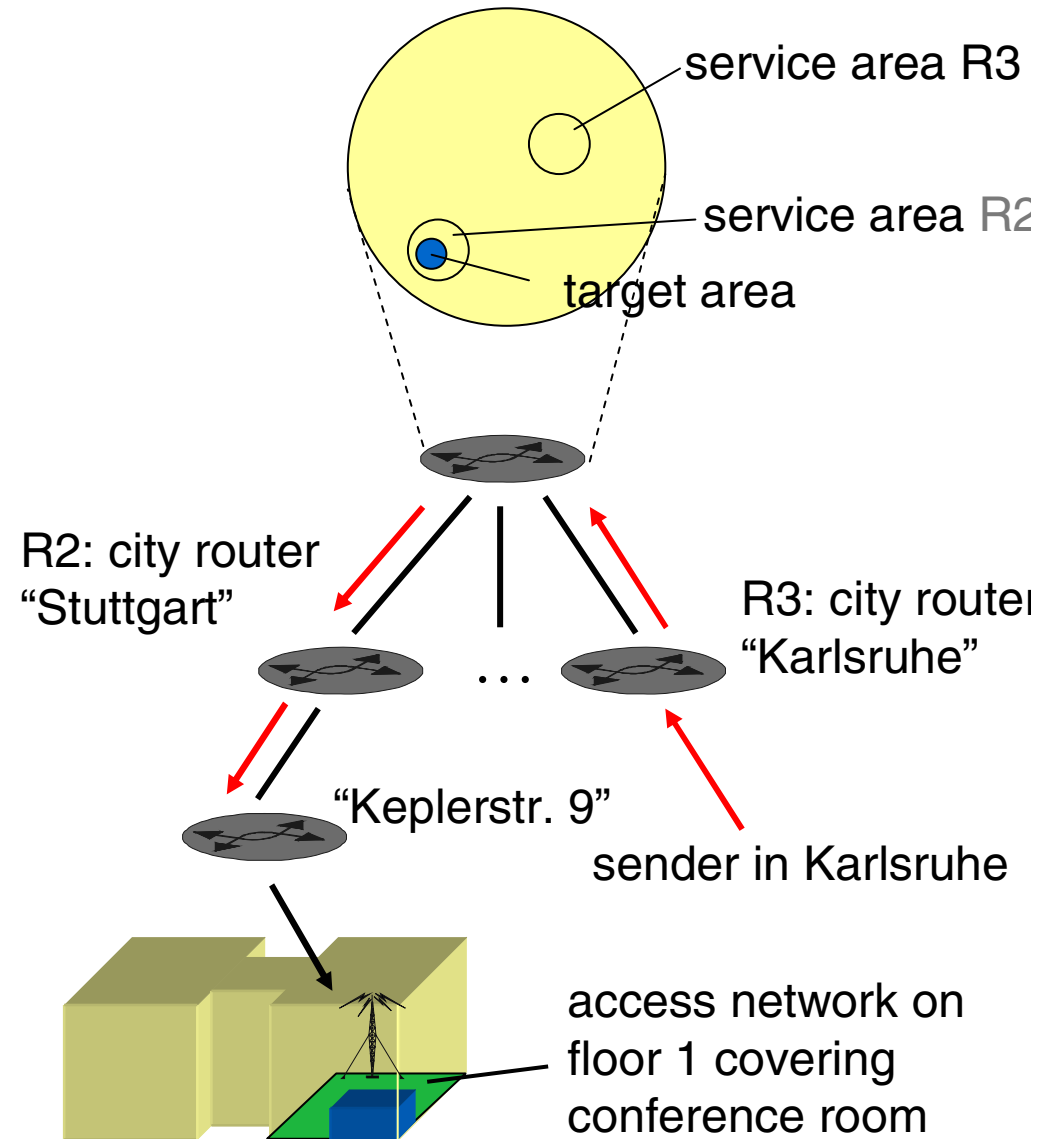 service area R3
service area R2
target area
R2: city router
“Stuttgart”
R3: city router
“Karlsruhe”
...
“Keplerstr. 9”
sender in Karlsruhe
access network on
floor 1 covering
conference room